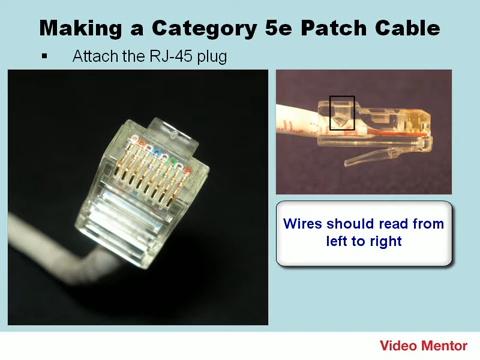 Making a Category 5e Patch Cable
▪ Attach the RJ-45 plug
Wires should read from
left to right
Video Mentor